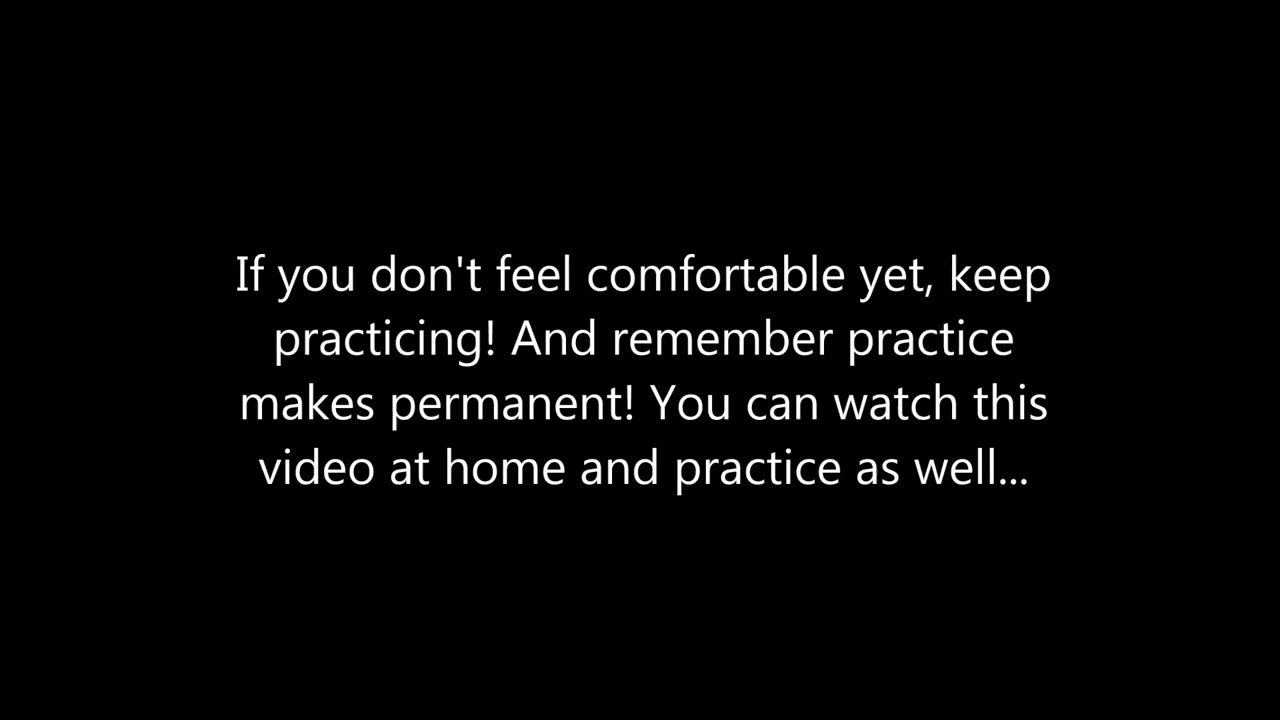 If you don't feel comfortable yet, keep
practicing! And remember practice
makes permanent! You can watch this
video at home and practice as well...